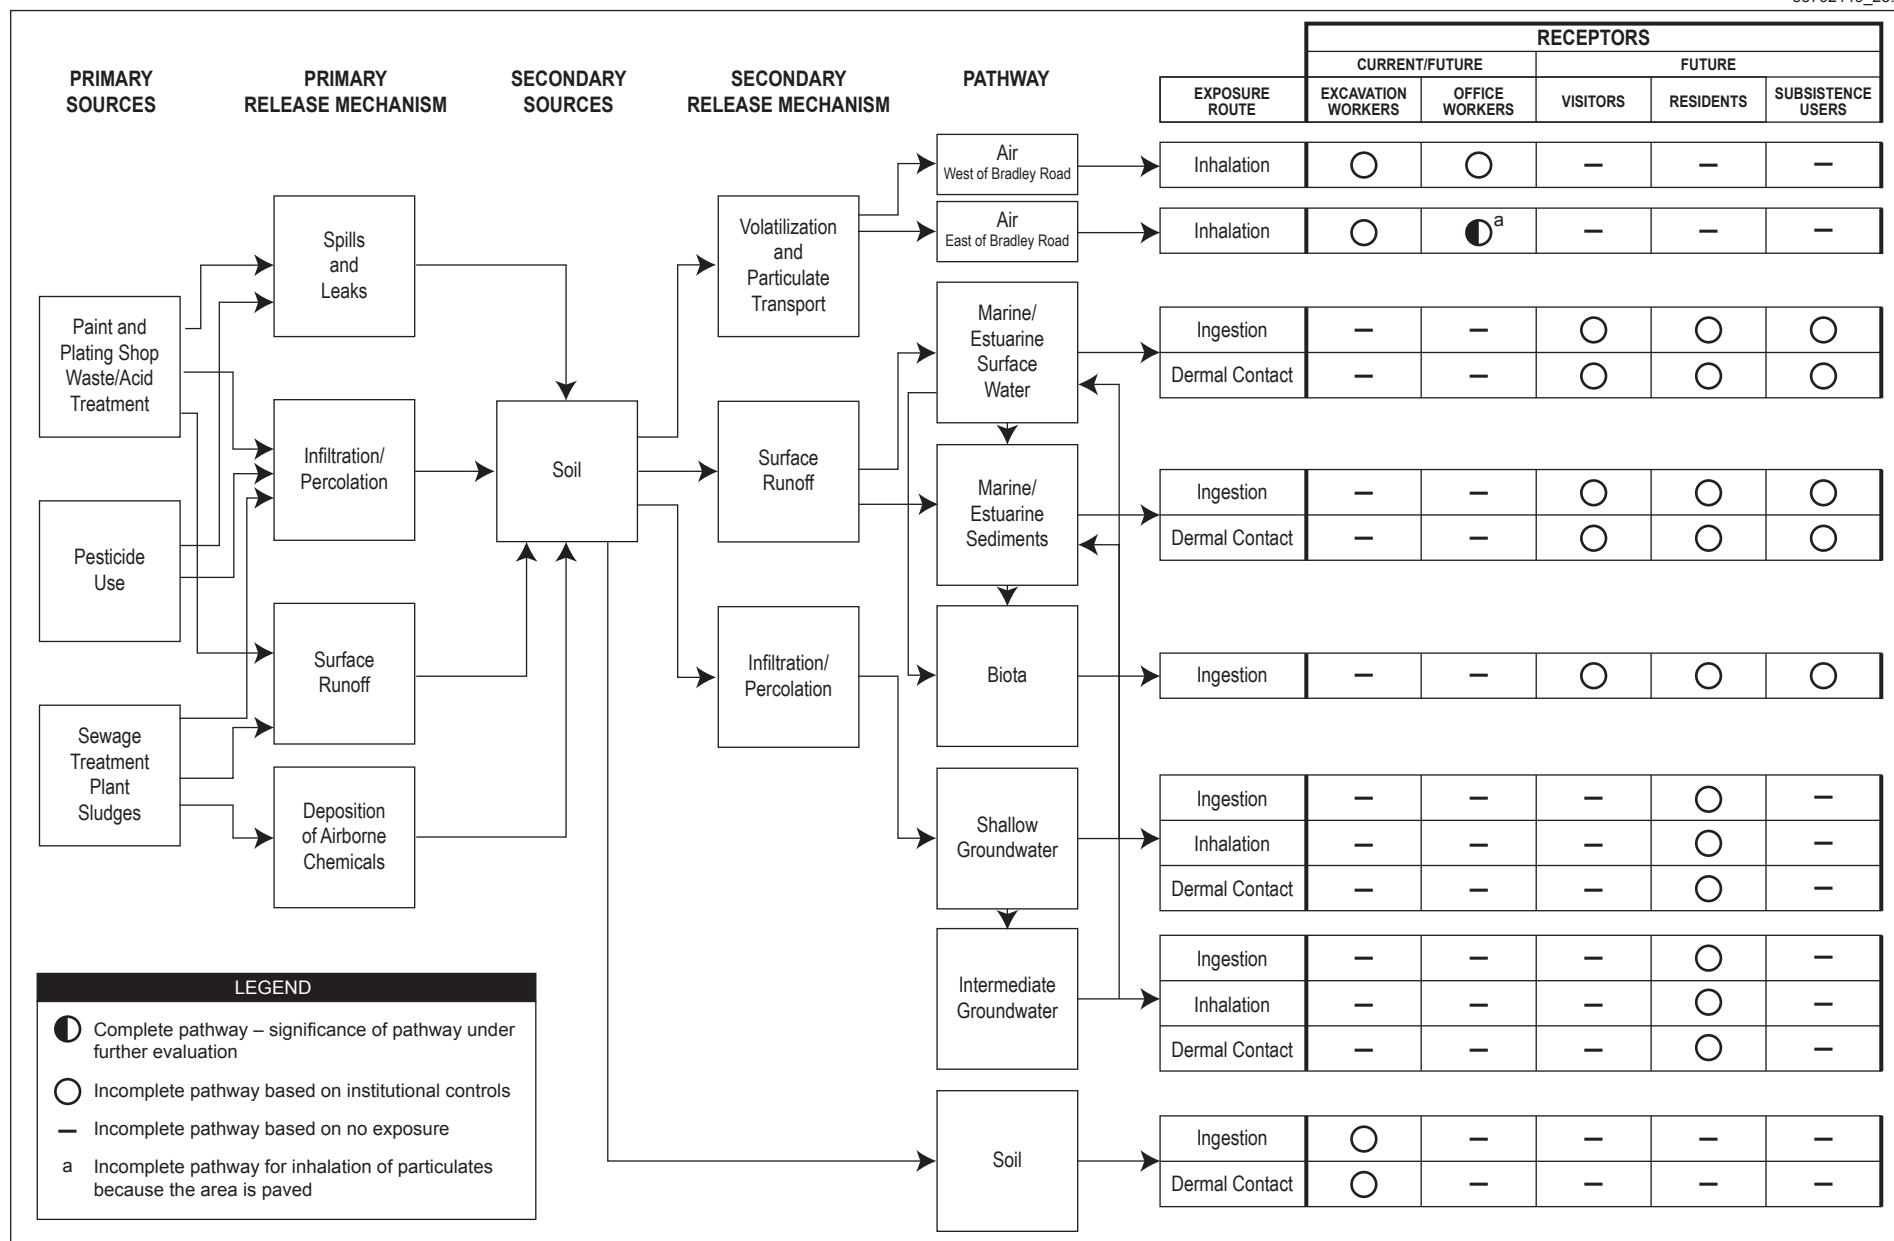 RECEPTORS
CURRENT/FUTURE
FUTURE
PRIMARY
SOURCES
PRIMARY
RELEASE MECHANISM
SECONDARY
SOURCES
SECONDARY
RELEASE MECHANISM
PATHWAY
EXPOSURE
ROUTE
EXCAVATION
WORKERS
OFFICE
WORKERS
VISITORS
RESIDENTS
SUBSISTENCE
USERS
Paint and
Plating Shop
Waste/Acid
Treatment
Pesticide
Use
Sewage
Treatment
Plant
Sludges
Spills
and
Leaks
Infiltration/
Percolation
Surface
Runoff
Deposition
of Airborne
Chemicals
Soil
Volatilization
and
Particulate
Transport
Surface
Runoff
Infiltration/
Percolation
Air
West of Bradley Road
Inhalation
– – –
Air
East of Bradley Road
Inhalation
a
– – –
Marine/
Estuarine
Surface
Water
Ingestion
– –
Dermal Contact
– –
Marine/
Estuarine
Sediments
Ingestion
– –
Dermal Contact
– –
Biota
Ingestion
– –
Shallow
Groundwater
Ingestion
– – – –
Inhalation
– – – –
Dermal Contact
– – – –
Intermediate
Groundwater
Ingestion
– – – –
Inhalation
– – – –
Dermal Contact
– – – –
Soil
Ingestion
– – – –
Dermal Contact
– – – –
LEGEND
Complete pathway – significance of pathway under
further evaluation
Incomplete pathway based on institutional controls
– Incomplete pathway based on no exposure
a Incomplete pathway for inhalation of particulates
because the area is paved